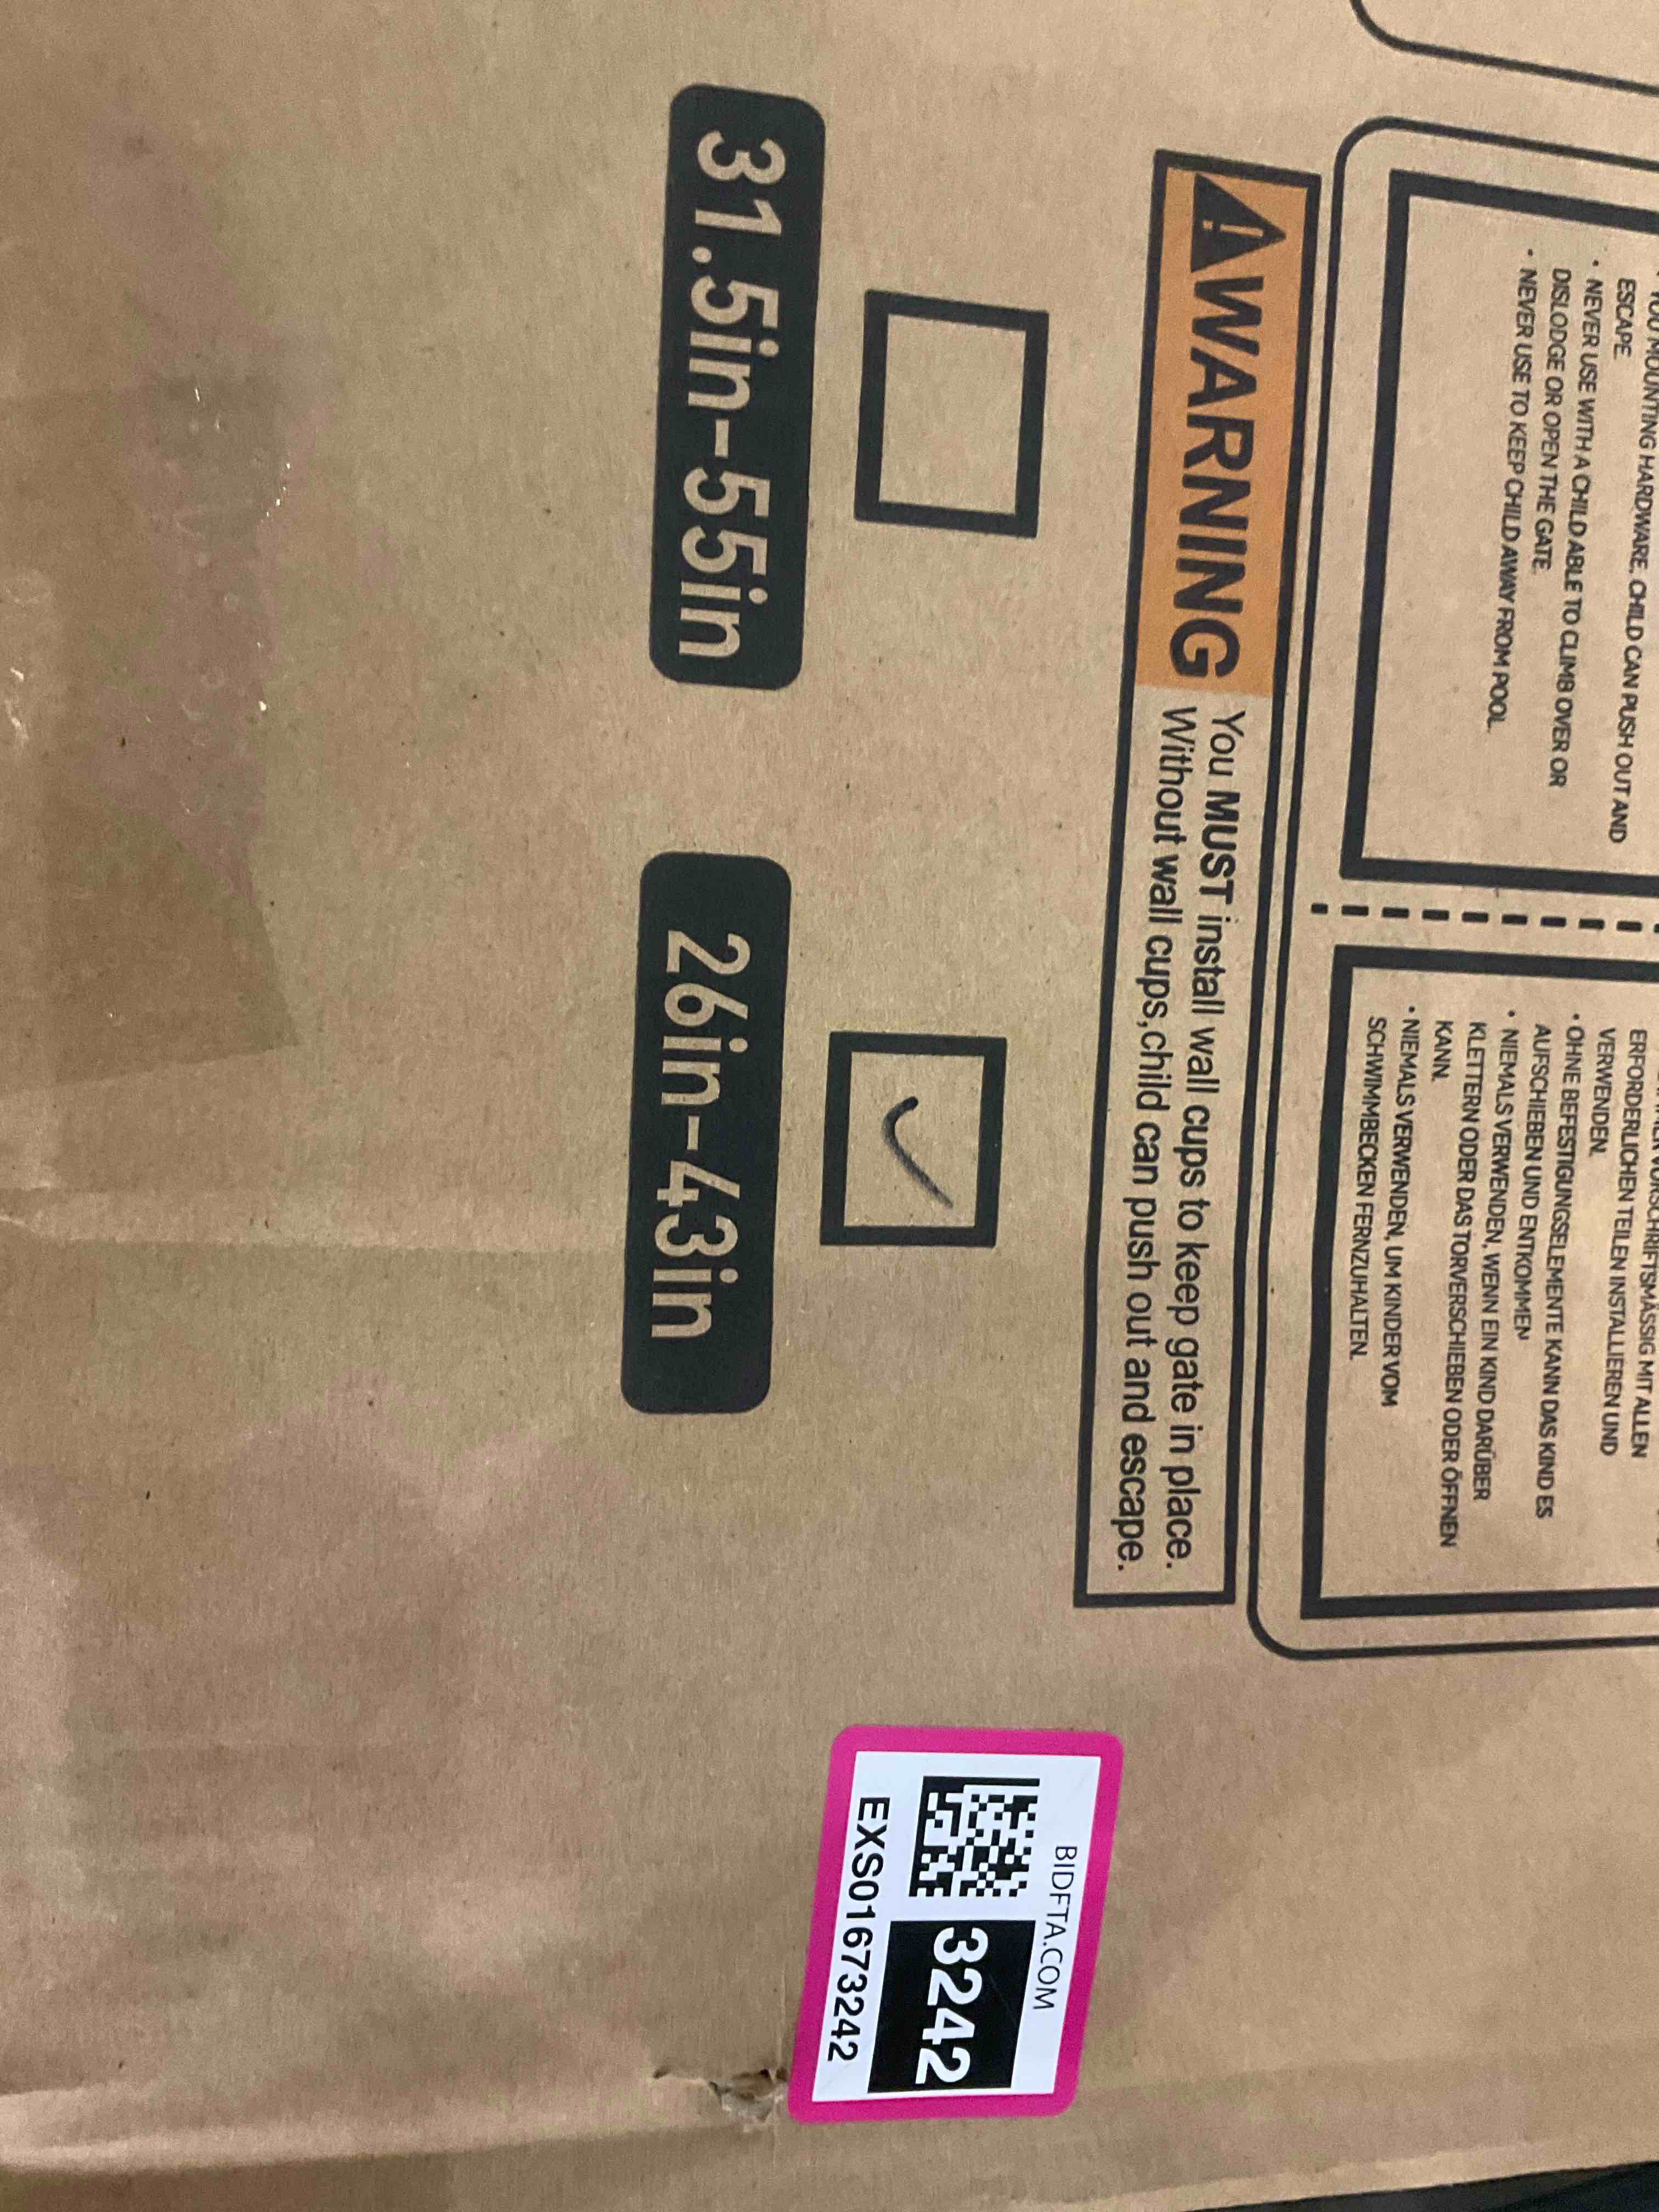 YOU MOUNTING HARDWARE. CHILD CAN PUSH OUT AND
ESCAPE.
• NEVER USE WITH A CHILD ABLE TO CLIMB OVER OR
DISLODGE OR OPEN THE GATE.
• NEVER USE TO KEEP CHILD AWAY FROM POOL.
VORSCHRIFTSMÄSSIG MIT ALLEN
ERFORDERLICHEN TEILEN INSTALLIEREN UND
VERWENDEN.
• OHNE BEFESTIGUNGSELEMENTE KANN DAS KIND ES
AUFSCHIEBEN UND ENTKOMMEN
• NIEMALS VERWENDEN, WENN EIN KIND DARÜBER
KLETTERN ODER DAS TORVERSCHIEBEN ODER ÖFFNEN
KANN.
• NIEMALS VERWENDEN, UM KINDER VOM
SCHWIMMBECKEN FERNZUHALTEN.
WARNING
You MUST install wall cups to keep gate in place.
Without wall cups,child can push out and escape.
31.5in-55in
26in-43in
BIDFTA.COM
3242
EXS01673242